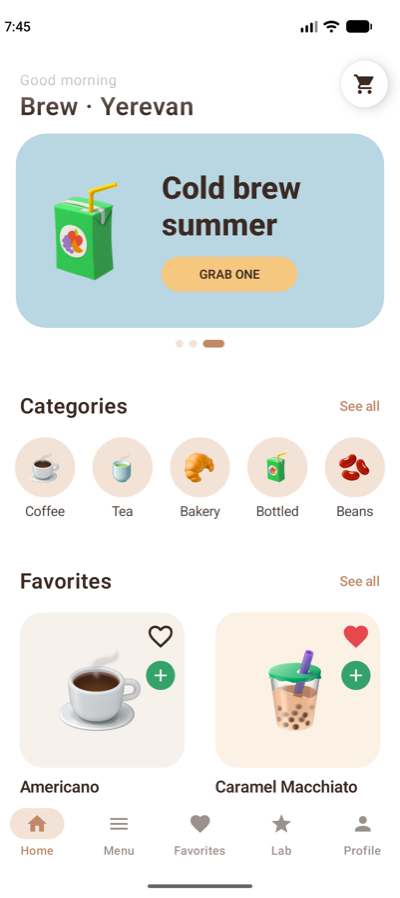 7:45
Good morning
Brew · Yerevan
Cold brew
summer
GRAB ONE
Categories
See all
Coffee
Tea
Bakery
Bottled
Beans
Favorites
See all
Americano
Caramel Macchiato
Home
Menu
Favorites
Lab
Profile